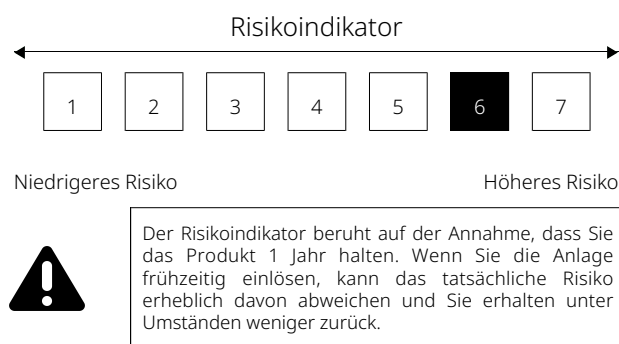 Risikoindikator
1 2 3 4 5 6 7
Niedrigeres Risiko Höheres Risiko
Der Risikoindikator beruht auf der Annahme, dass Sie
das Produkt 1 Jahr halten. Wenn Sie die Anlage
frühzeitig einlösen, kann das tatsächliche Risiko
erheblich davon abweichen und Sie erhalten unter
Umständen weniger zurück.